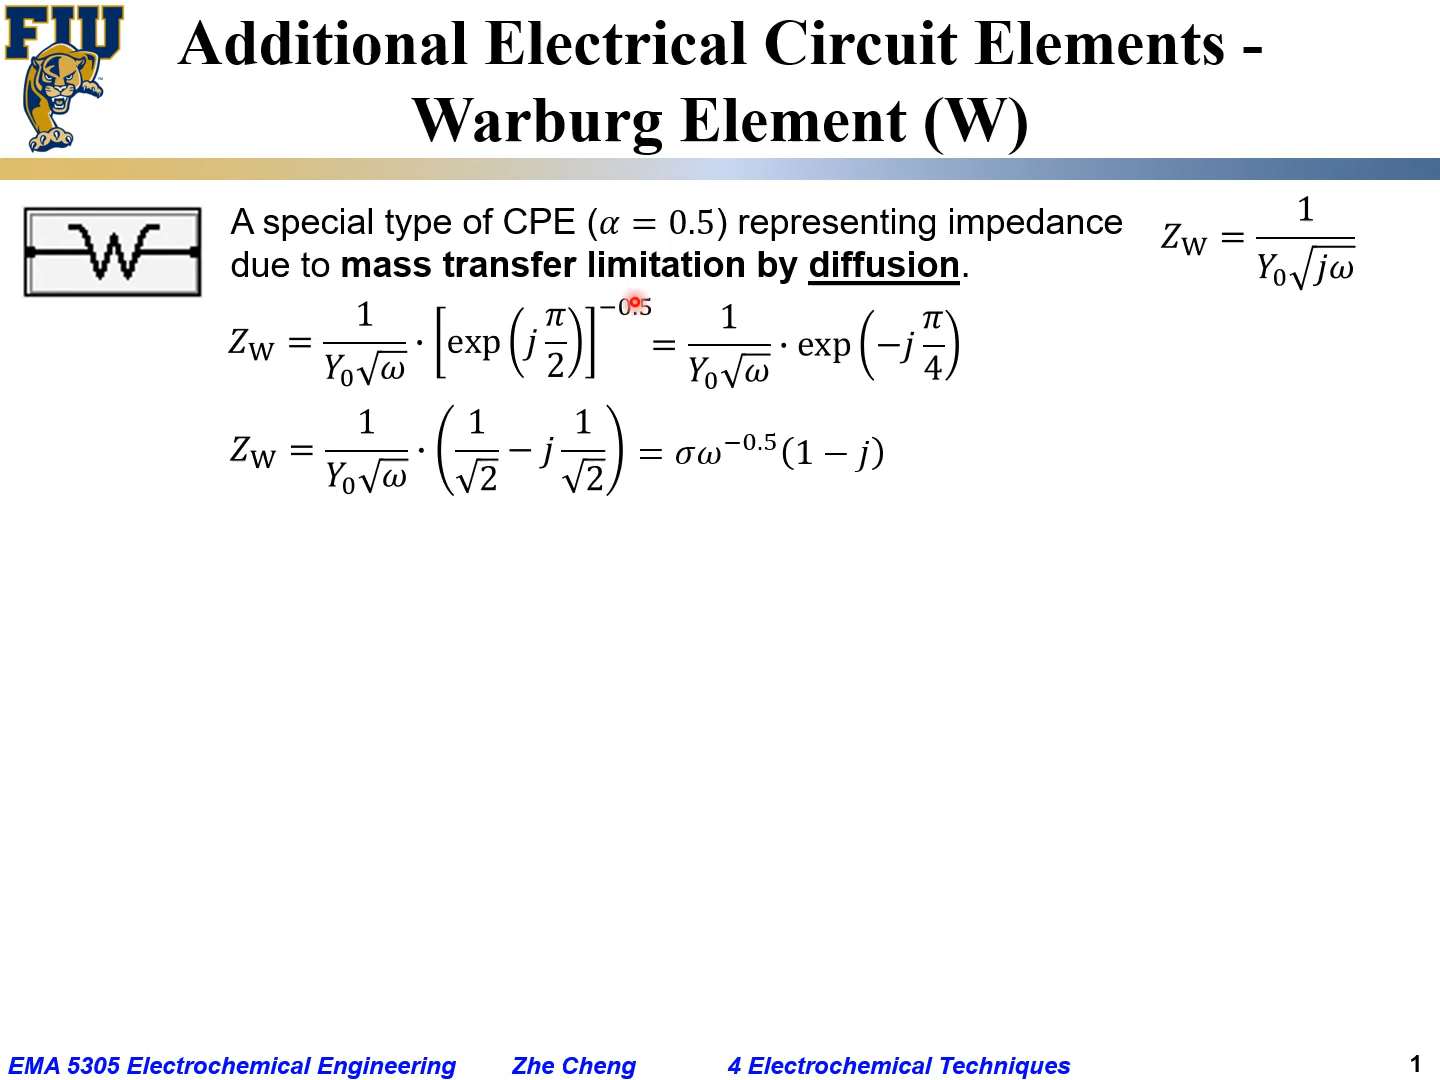 FIU
Additional Electrical Circuit Elements -
Warburg Element (W)
W
A special type of CPE (α = 0.5) representing impedance
due to mass transfer limitation by diffusion.
Z_W = 1 / (Y_0 √(jω))
Z_W = 1 / (Y_0 √ω) · [exp(j π/2)]^(−0.5) = 1 / (Y_0 √ω) · exp(−j π/4)
Z_W = 1 / (Y_0 √ω) · (1/√2 − j 1/√2) = σω^(−0.5) (1 − j)
EMA 5305 Electrochemical Engineering Zhe Cheng 4 Electrochemical Techniques 1